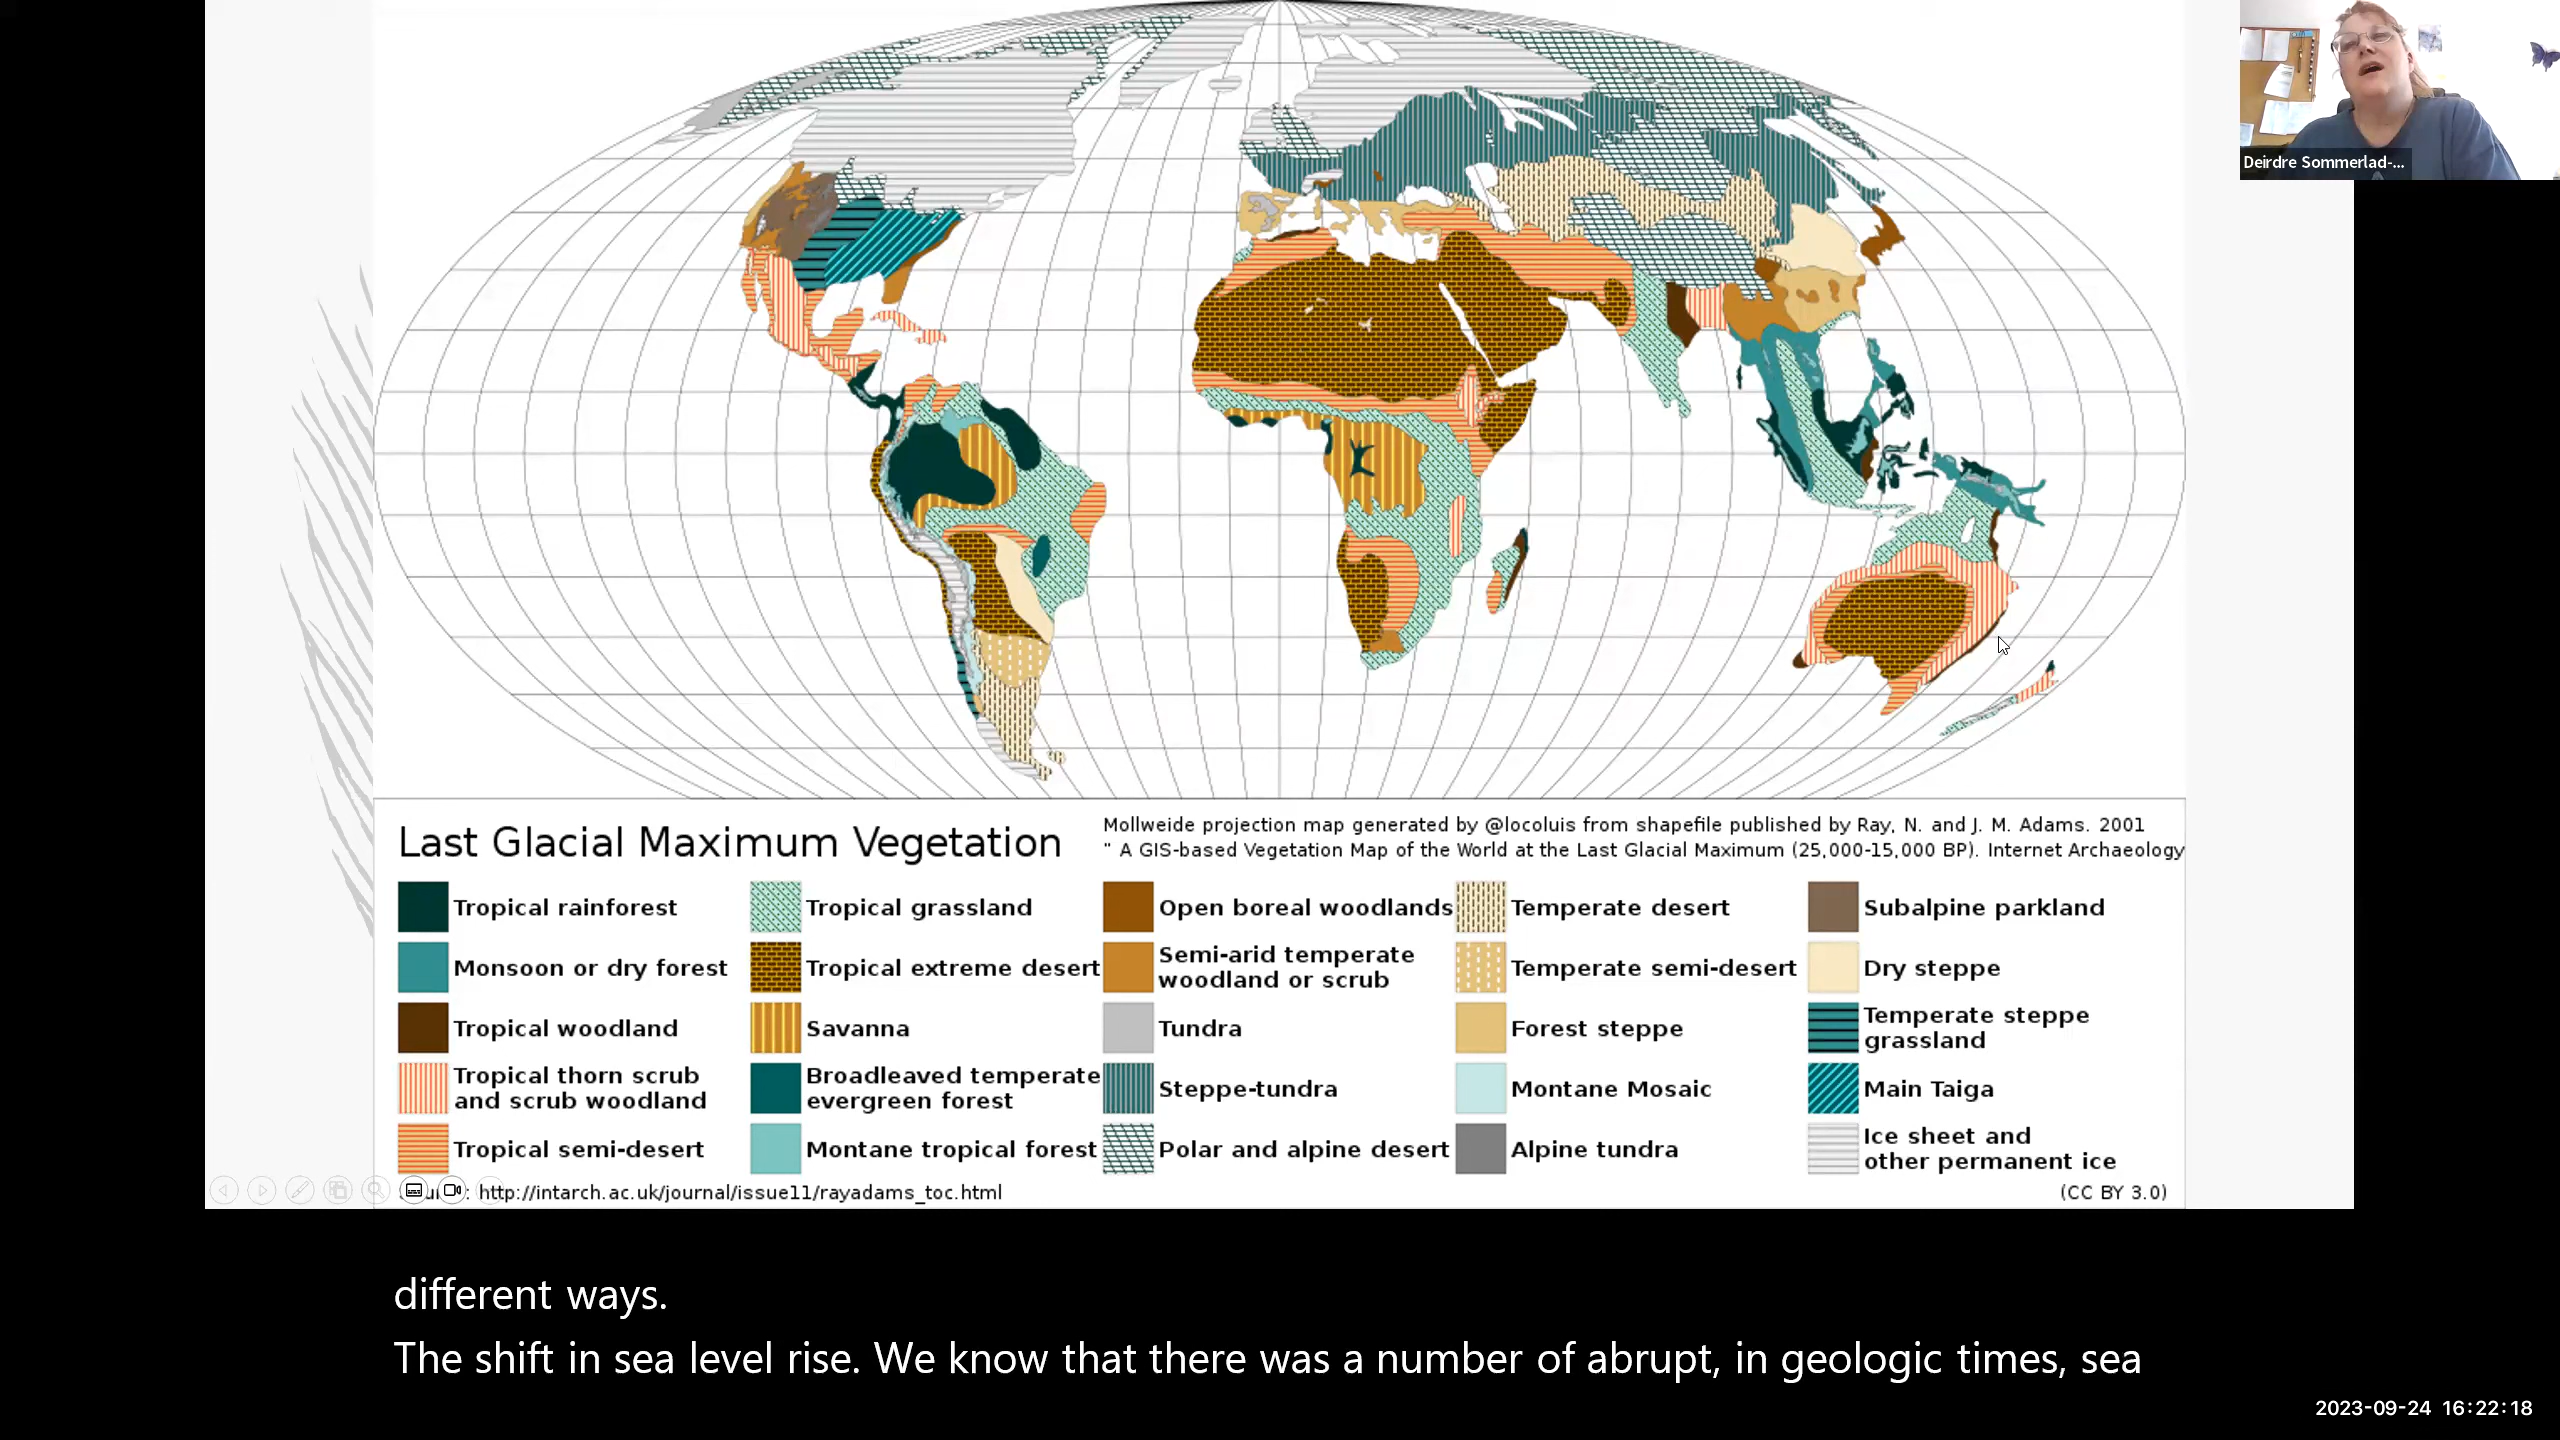 Deirdre Sommerlad-...
Last Glacial Maximum Vegetation
Mollweide projection map generated by @locoluis from shapefile published by Ray, N. and J. M. Adams. 2001
" A GIS-based Vegetation Map of the World at the Last Glacial Maximum (25,000-15,000 BP). Internet Archaeology
Tropical rainforest
Monsoon or dry forest
Tropical woodland
Tropical thorn scrub
and scrub woodland
Tropical semi-desert
Tropical grassland
Tropical extreme desert
Savanna
Broadleaved temperate
evergreen forest
Montane tropical forest
Open boreal woodlands
Semi-arid temperate
woodland or scrub
Tundra
Steppe-tundra
Polar and alpine desert
Temperate desert
Temperate semi-desert
Forest steppe
Montane Mosaic
Alpine tundra
Subalpine parkland
Dry steppe
Temperate steppe
grassland
Main Taiga
Ice sheet and
other permanent ice
http://intarch.ac.uk/journal/issue11/rayadams_toc.html
(CC BY 3.0)
different ways.
The shift in sea level rise. We know that there was a number of abrupt, in geologic times, sea
2023-09-24 16:22:18